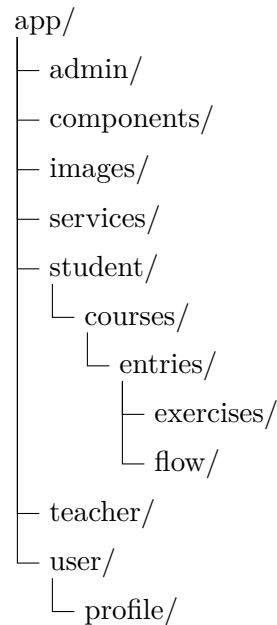 app/
admin/
components/
images/
services/
student/
courses/
entries/
exercises/
flow/
teacher/
user/
profile/